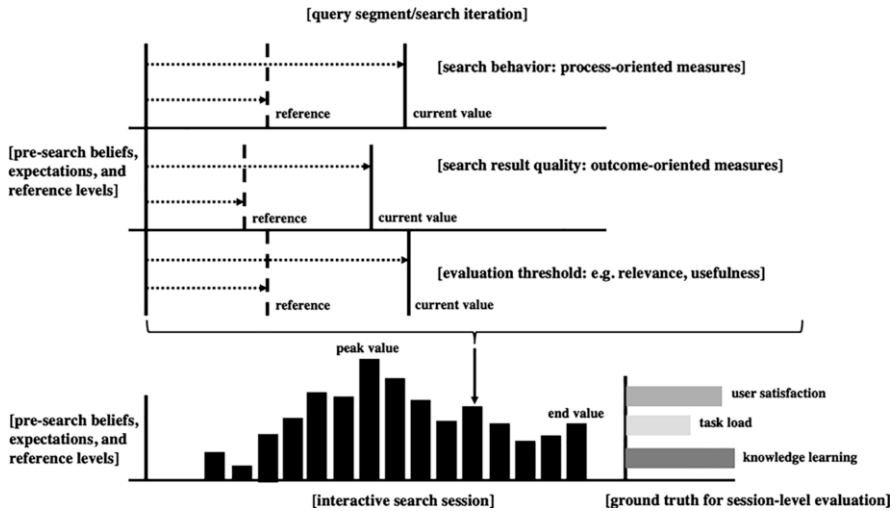 [query segment/search iteration]
[search behavior: process-oriented measures]
reference
current value
[pre-search beliefs,
expectations, and
reference levels]
[search result quality: outcome-oriented measures]
reference
current value
[evaluation threshold: e.g. relevance, usefulness]
reference
current value
peak value
end value
[pre-search beliefs,
expectations, and
reference levels]
user satisfaction
task load
knowledge learning
[interactive search session]
[ground truth for session-level evaluation]